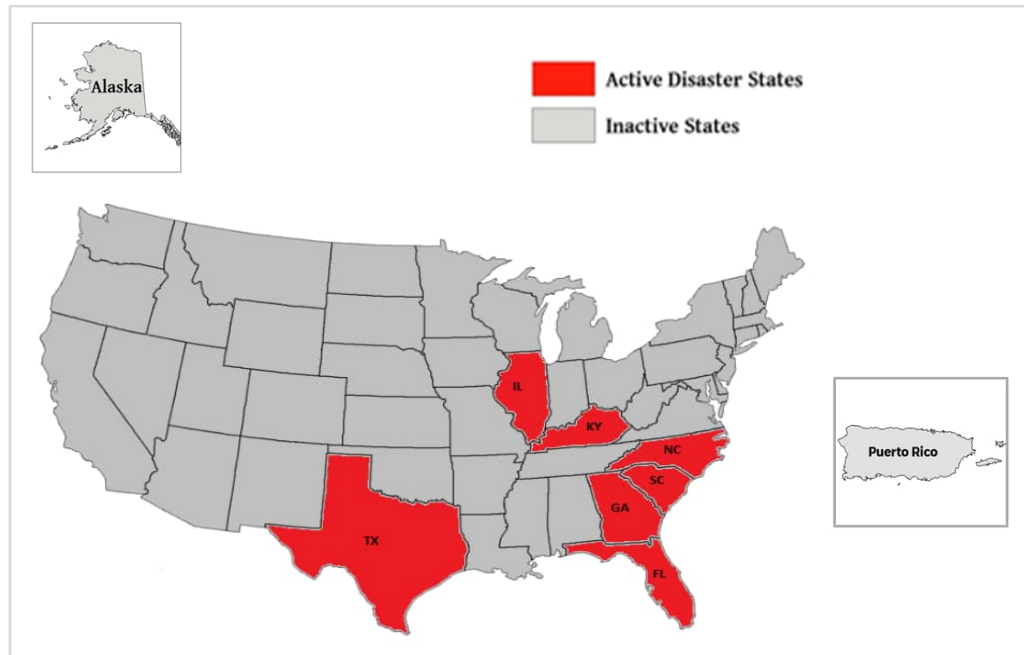 Alaska
Active Disaster States
Inactive States
IL
KY
NC
SC
GA
TX
FL
Puerto Rico